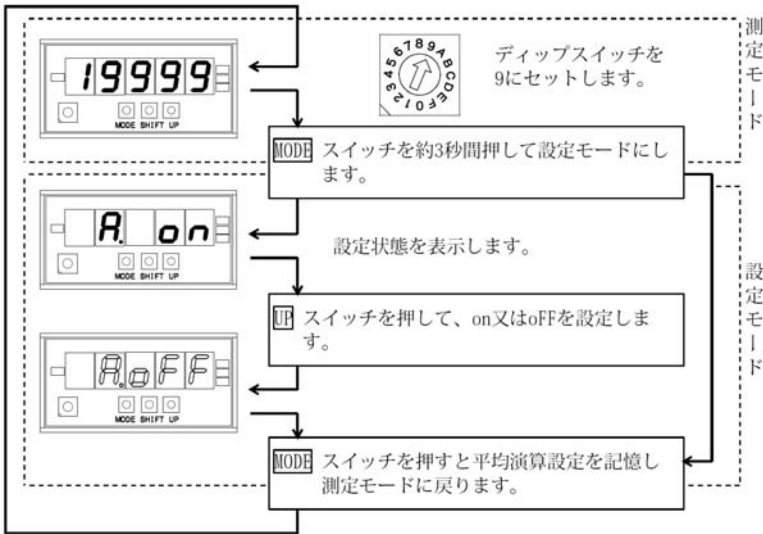 測定モード
19999
MODE SHIFT UP
0123456789ABCDEF
ディップスイッチを
9にセットします。
MODE スイッチを約3秒間押して設定モードにし
ます。
設定モード
A. on
MODE SHIFT UP
設定状態を表示します。
UP スイッチを押して、on又はoFFを設定しま
す。
A.oFF
MODE SHIFT UP
MODE スイッチを押すと平均演算設定を記憶し
測定モードに戻ります。